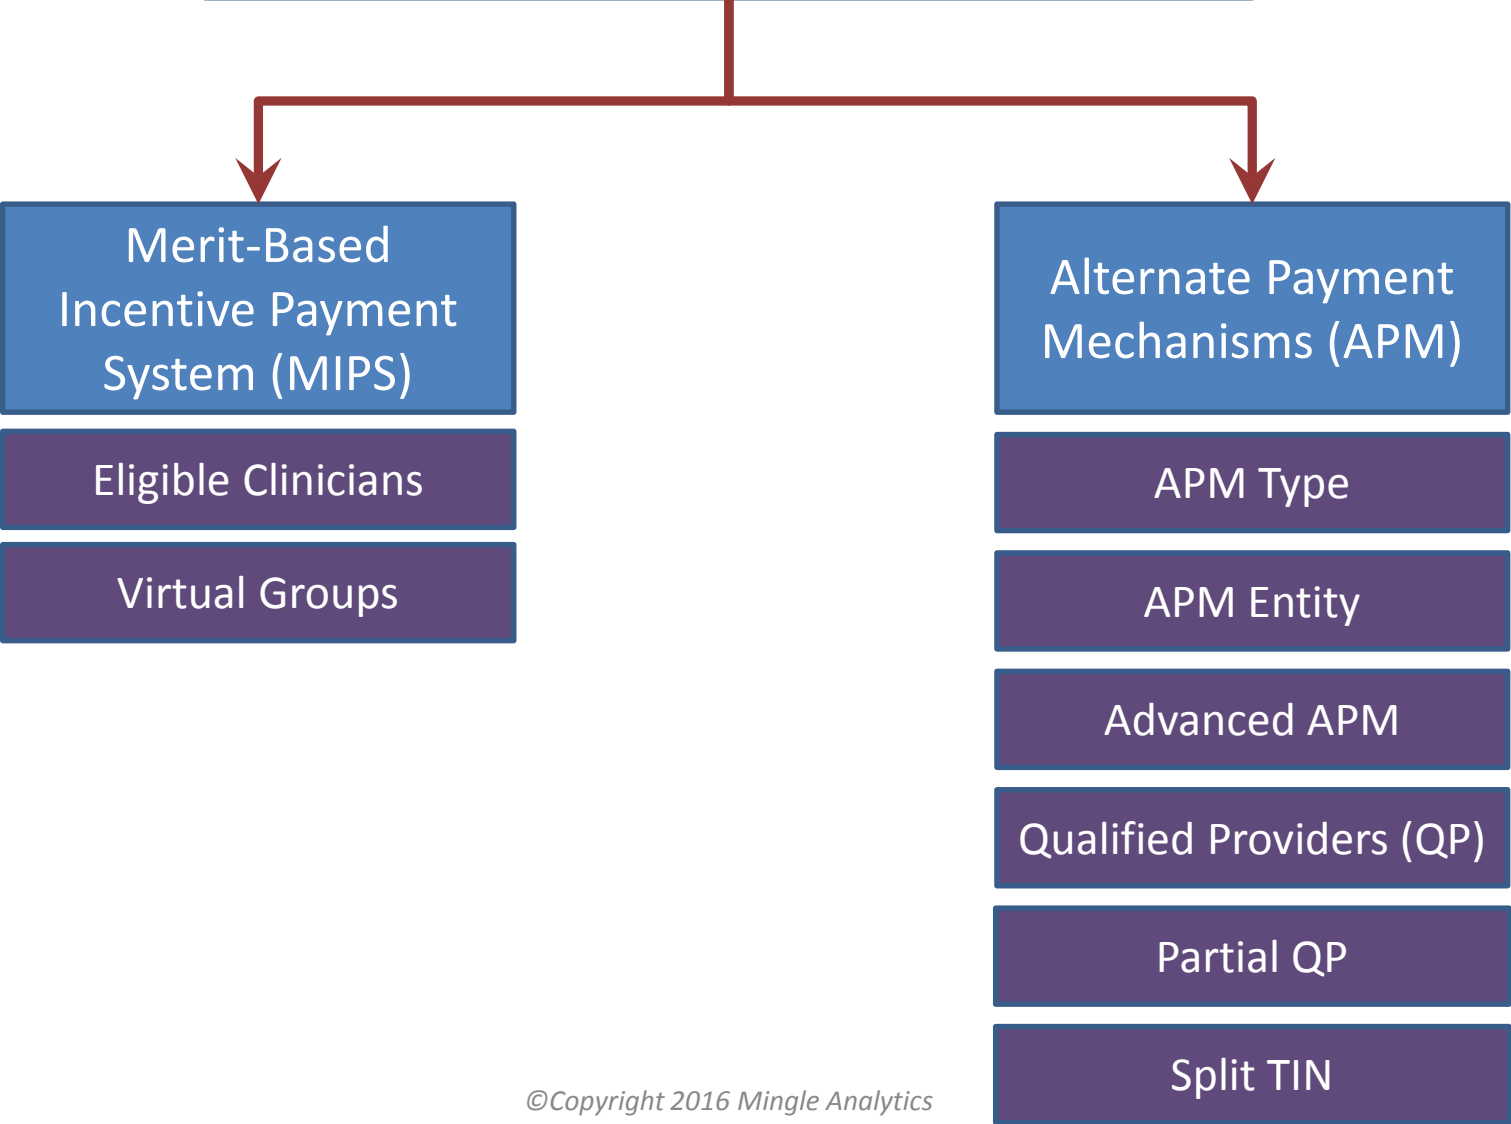 Merit-Based
Incentive Payment
System (MIPS)
Eligible Clinicians
Virtual Groups
Alternate Payment
Mechanisms (APM)
APM Type
APM Entity
Advanced APM
Qualified Providers (QP)
Partial QP
Split TIN
©Copyright 2016 Mingle Analytics